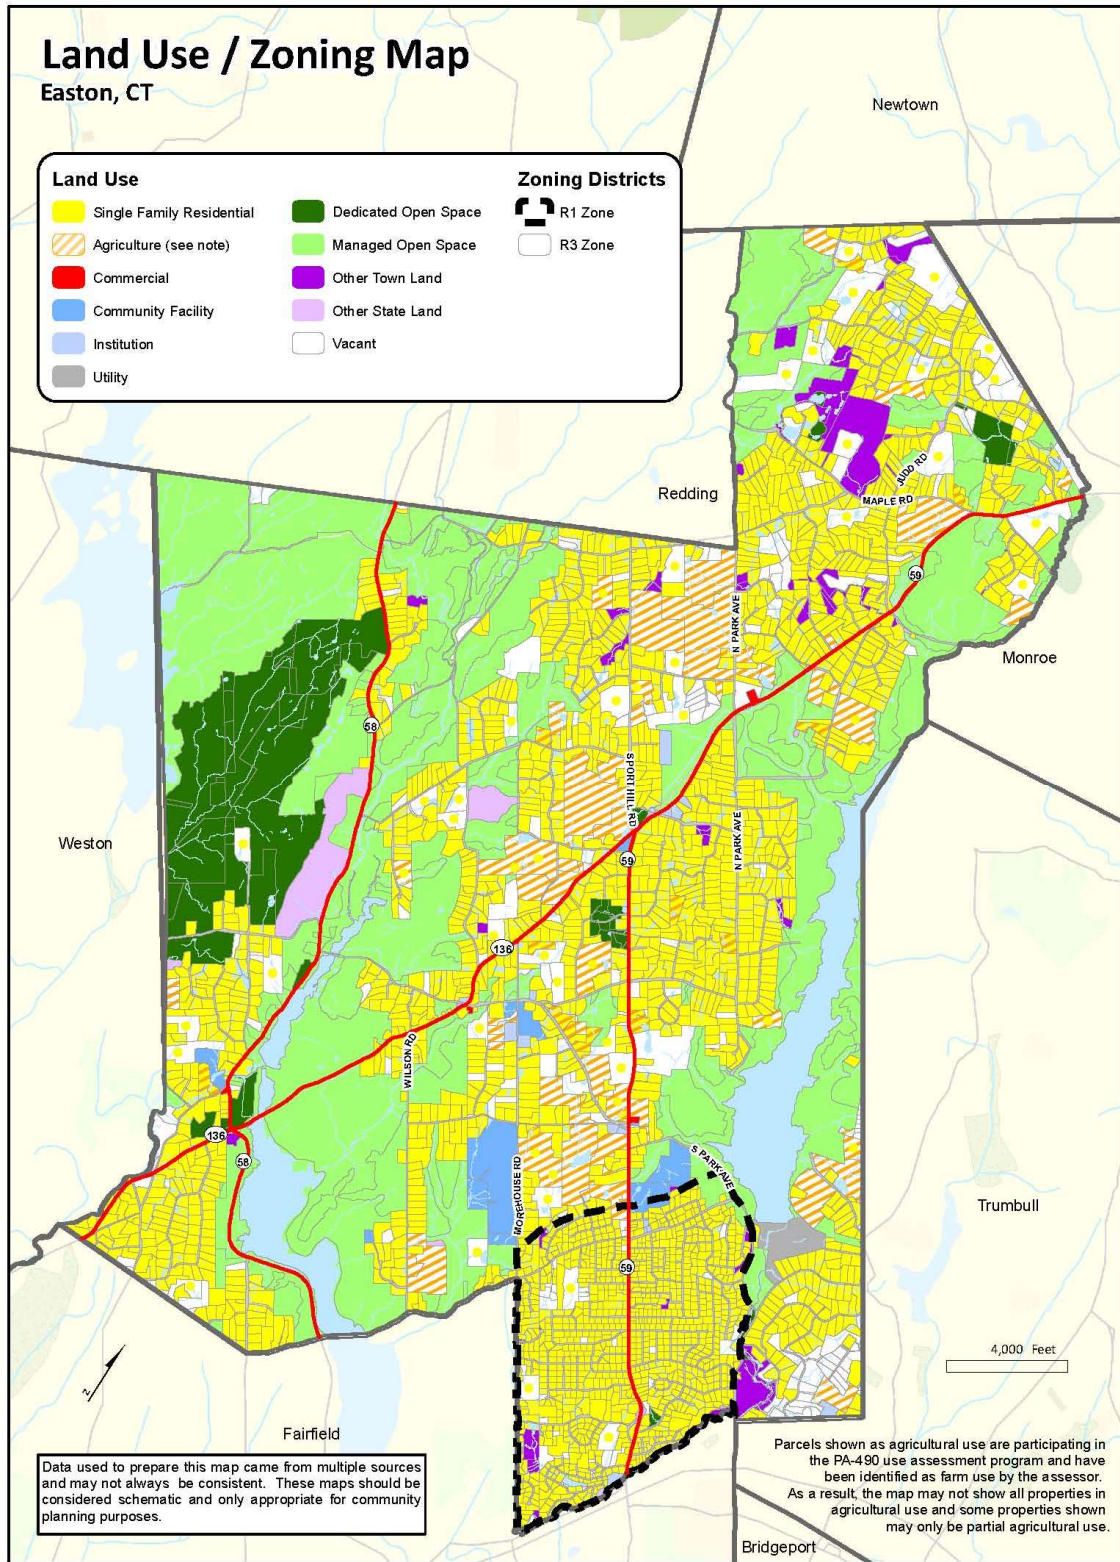 Land Use / Zoning Map
Easton, CT
Newtown
Land Use
Zoning Districts
Single Family Residential
Dedicated Open Space
R1 Zone
Agriculture (see note)
Managed Open Space
R3 Zone
Commercial
Other Town Land
Community Facility
Other State Land
Institution
Vacant
Utility
Redding
JUDD RD
MAPLE RD
59
N PARK AVE
Monroe
58
SPORT HILL RD
Weston
N PARK AVE
59
136
WILSON RD
136
58
MOREHOUSE RD
S PARK AVE
Trumbull
59
4,000 Feet
N
Fairfield
Data used to prepare this map came from multiple sources
and may not always be consistent. These maps should be
considered schematic and only appropriate for community
planning purposes.
Parcels shown as agricultural use are participating in
the PA-490 use assessment program and have
been identified as farm use by the assessor.
As a result, the map may not show all properties in
agricultural use and some properties shown
may only be partial agricultural use.
Bridgeport